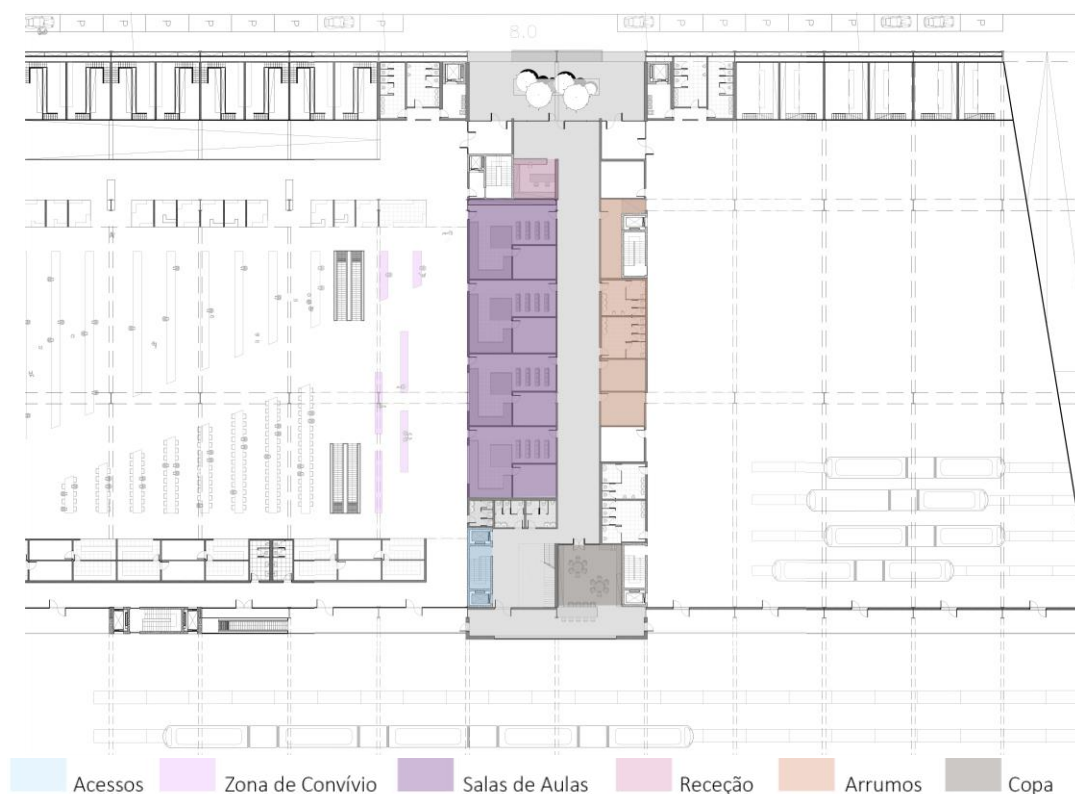 P P P P P P P P
8.0
Acessos Zona de Convívio Salas de Aulas Receção Arrumos Copa